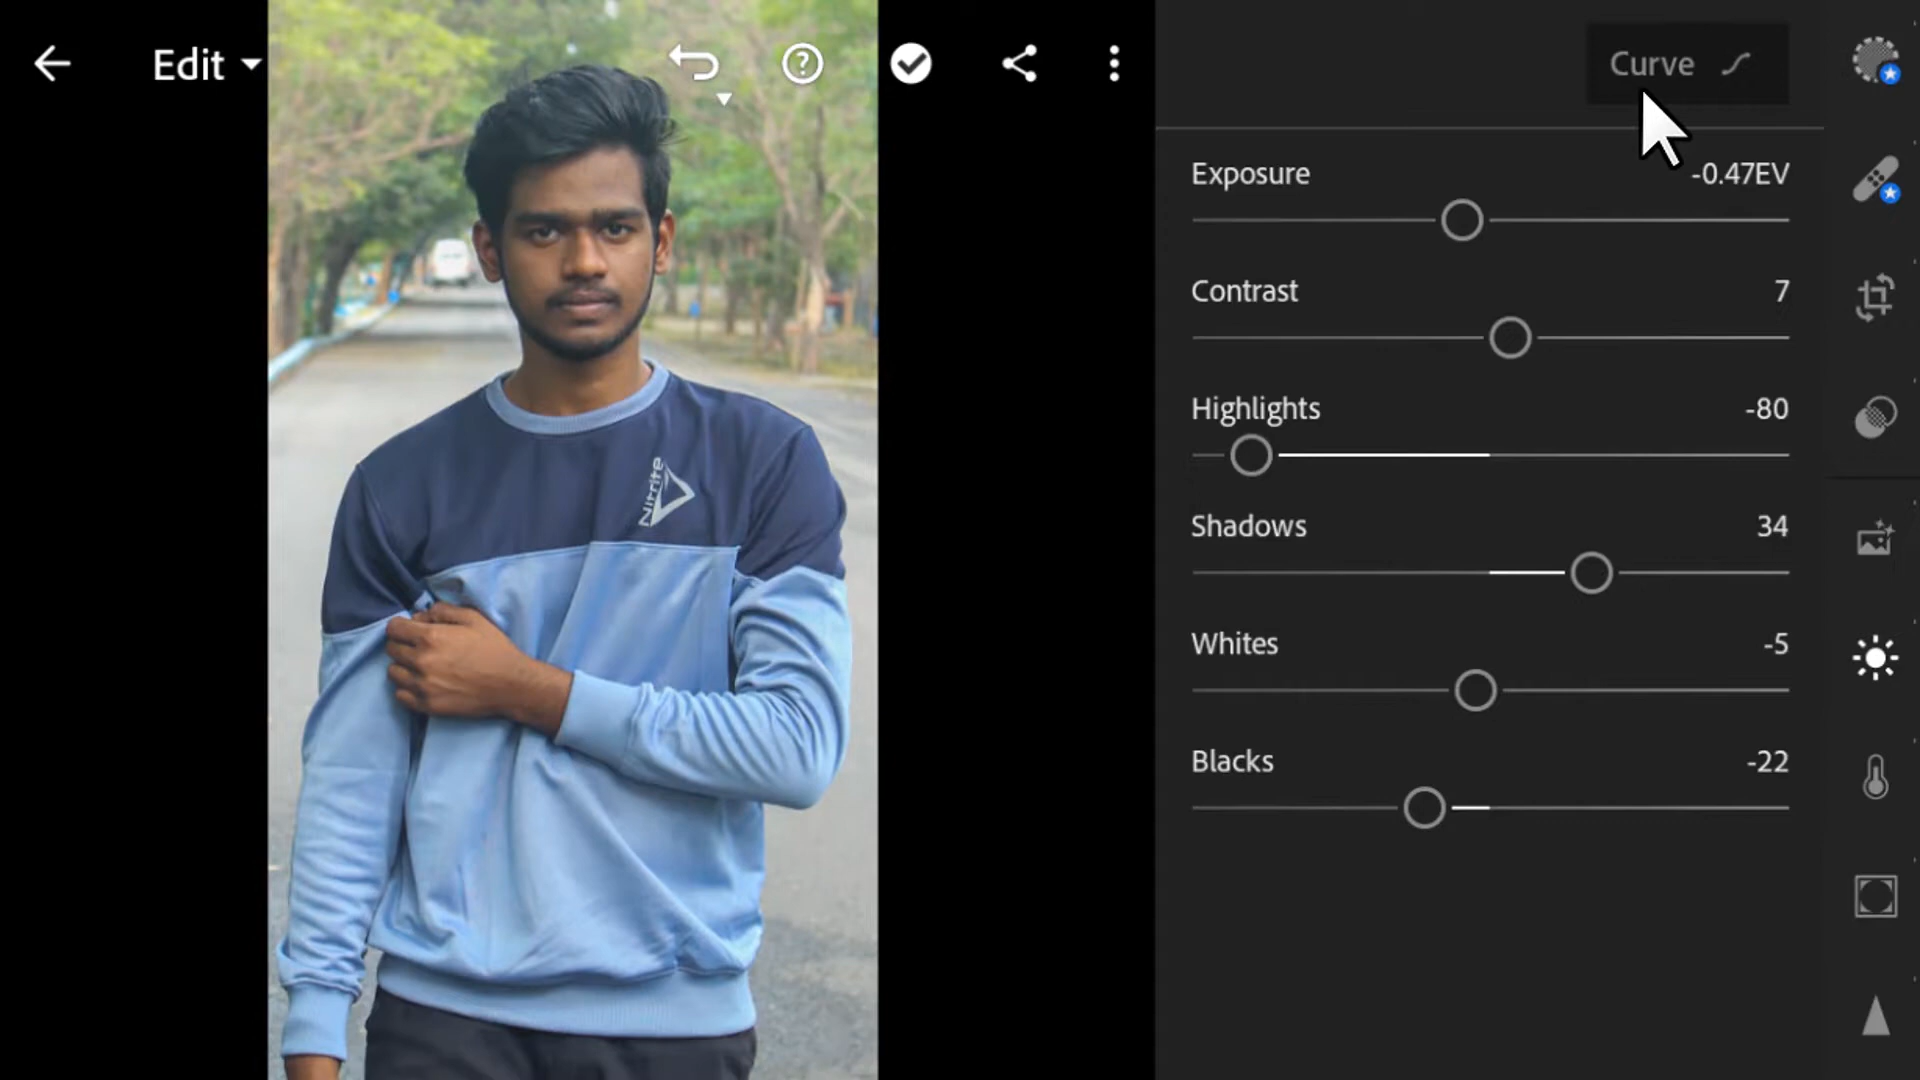 Edit
Curve
Exposure
-0.47EV
Contrast
7
Highlights
-80
Shadows
34
Whites
-5
Blacks
-22
Nitrite